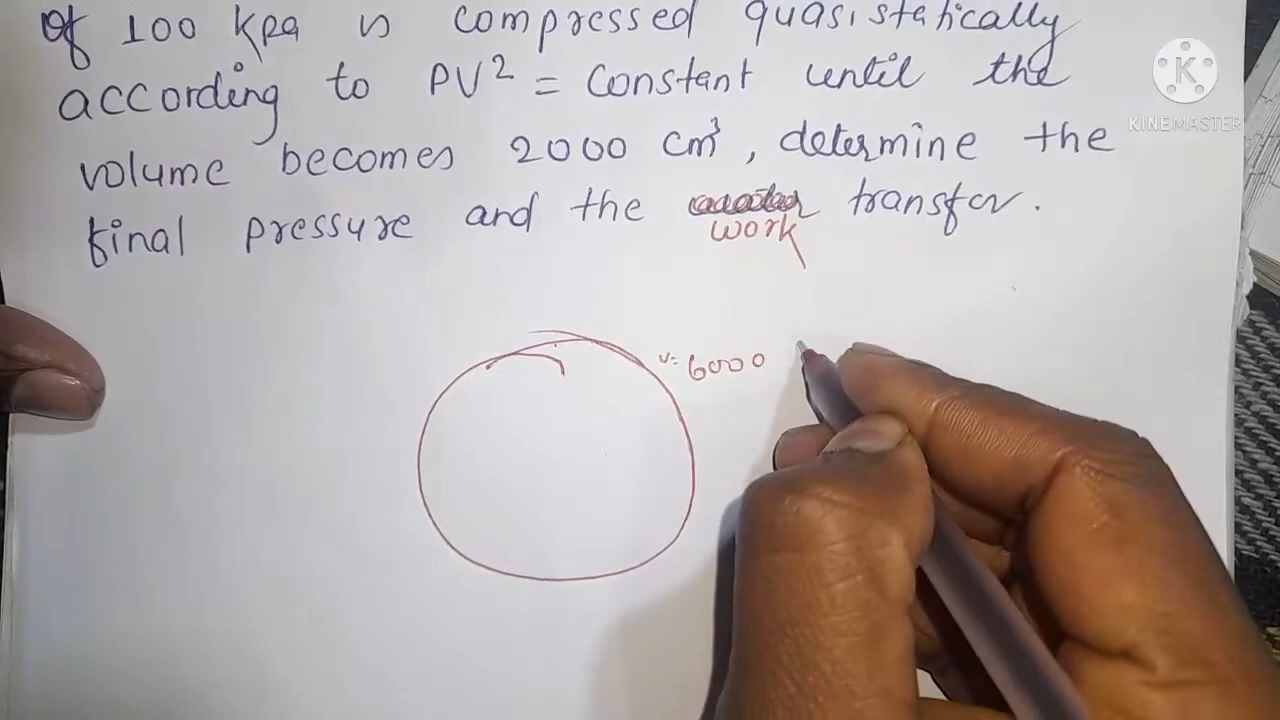 of 100 kpa is compressed quasistatically
according to PV² = constant until the
volume becomes 2000 cm³, determine the
final pressure and the transfer.
work
v= 6000
K
KINEMASTER